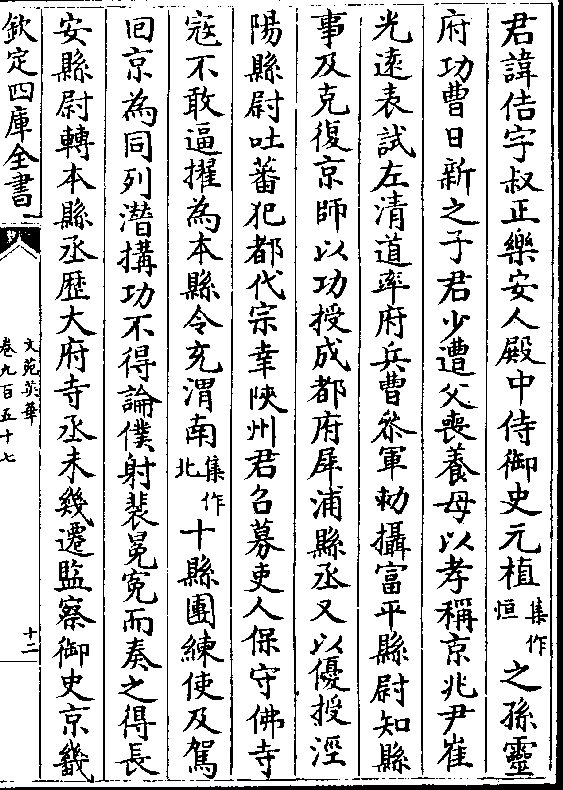 君諱佶字叔正樂安人殿中侍御史元植集作恒之孫靈
府功曹日新之子君少遭父喪養母以孝稱京兆尹崔
光逺表試左清道率府兵曹叅軍勑攝富平縣尉知縣
事及克復京師以功授成都府犀浦縣丞又以優授涇
陽縣尉吐蕃犯都代宗幸陜州君召募吏人保守佛寺
寇不敢逼擢為本縣令充渭南集作北十縣團練使及駕
囘京為同列潛搆功不得論僕射裴冕寃而奏之得長
安縣尉轉本縣丞歴大府寺丞未幾遷監察御史京畿
欽定四庫全書
文苑英華
卷九百五十七
十二